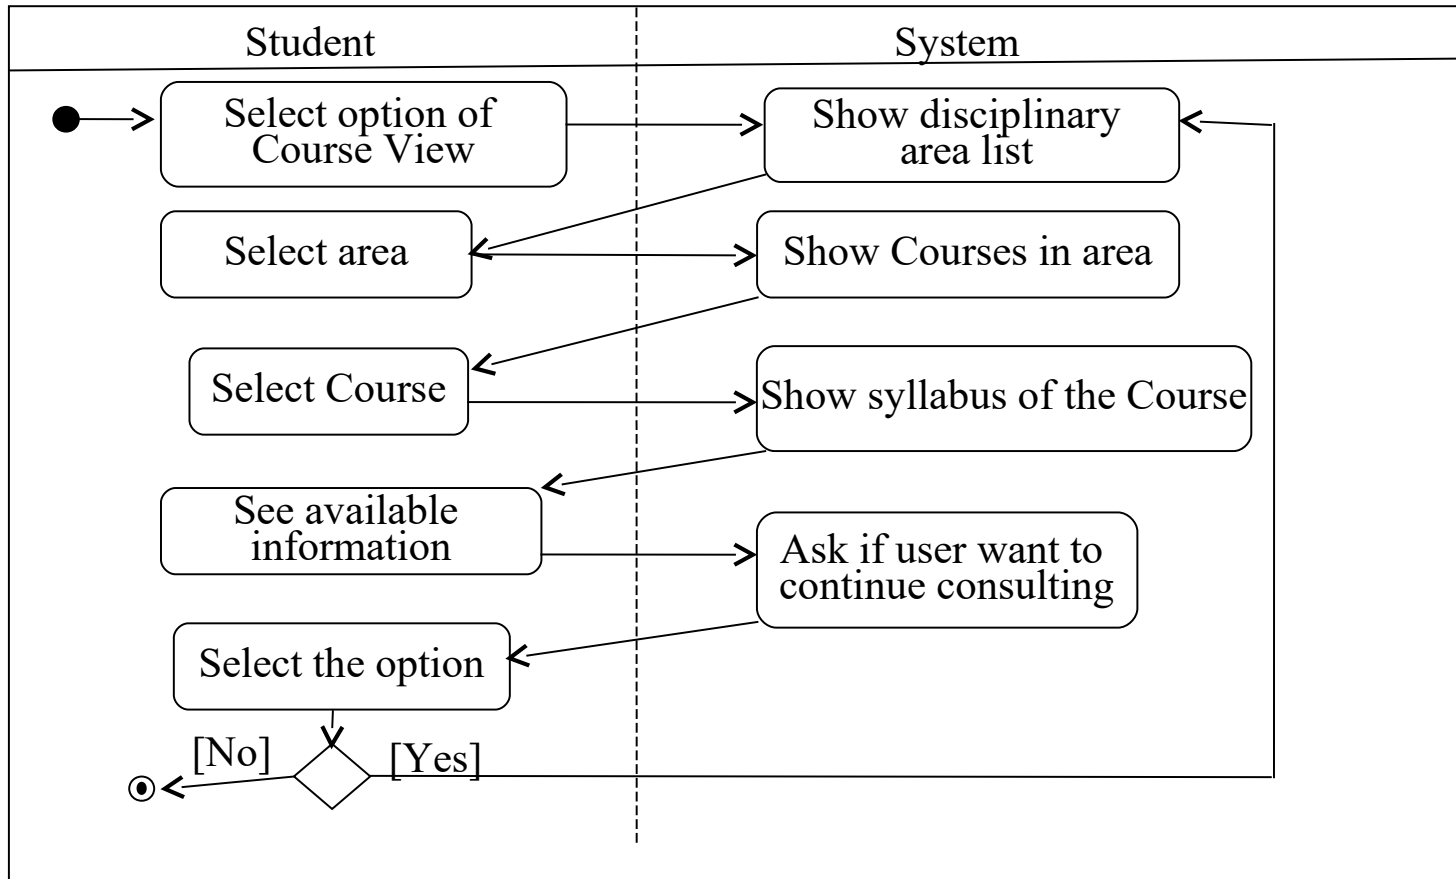 Student
System
Select option of
Course View
Show disciplinary
area list
Select area
Show Courses in area
Select Course
Show syllabus of the Course
See available
information
Ask if user want to
continue consulting
Select the option
[No]
[Yes]